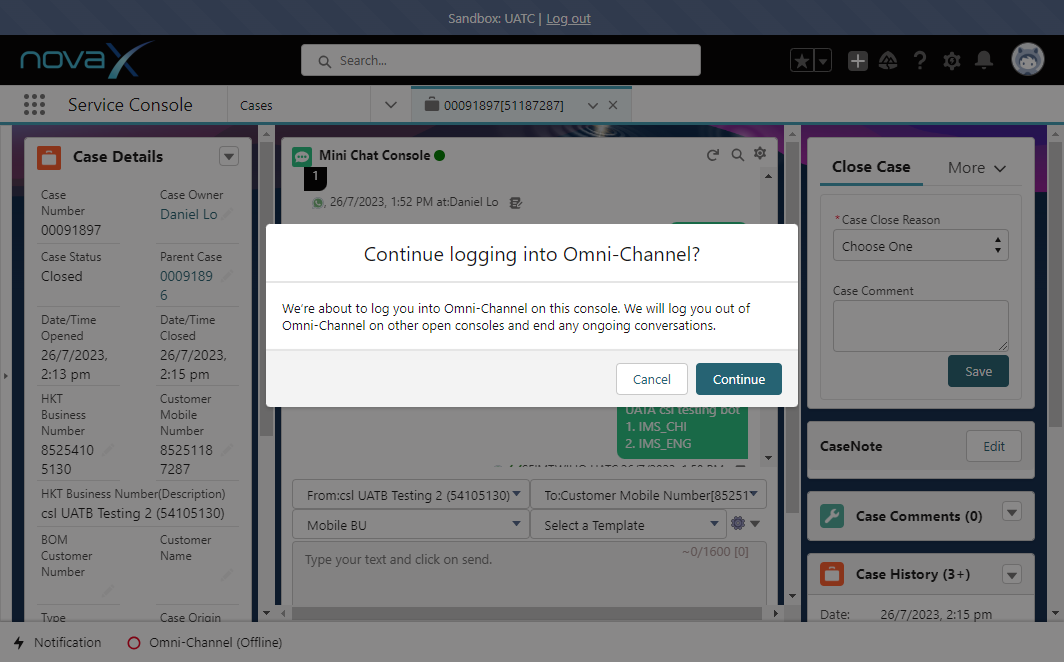 Sandbox: UATC | Log out
novaX
Search...
Service Console
Cases
00091897[51187287]
Case Details
Case
Number
00091897
Case Owner
Daniel Lo
Case Status
Closed
Parent Case
0009189
6
Date/Time
Opened
26/7/2023,
2:13 pm
Date/Time
Closed
26/7/2023,
2:15 pm
HKT
Business
Number
8525410
5130
Customer
Mobile
Number
8525118
7287
HKT Business Number(Description)
csl UATB Testing 2 (54105130)
BOM
Customer
Number
Customer
Name
Type
Case Origin
Mini Chat Console
1
, 26/7/2023, 1:52 PM at:Daniel Lo
Continue logging into Omni-Channel?
We're about to log you into Omni-Channel on this console. We will log you out of
Omni-Channel on other open consoles and end any ongoing conversations.
Cancel
Continue
UATA csl testing bot
1. IMS_CHI
2. IMS_ENG
From:csl UATB Testing 2 (54105130)
To:Customer Mobile Number[85251
Mobile BU
Select a Template
Type your text and click on send.
~0/1600 [0]
Close Case
More
*Case Close Reason
Choose One
Case Comment
Save
CaseNote
Edit
Case Comments (0)
Case History (3+)
Date:
26/7/2023, 2:15 pm
Notification
Omni-Channel (Offline)